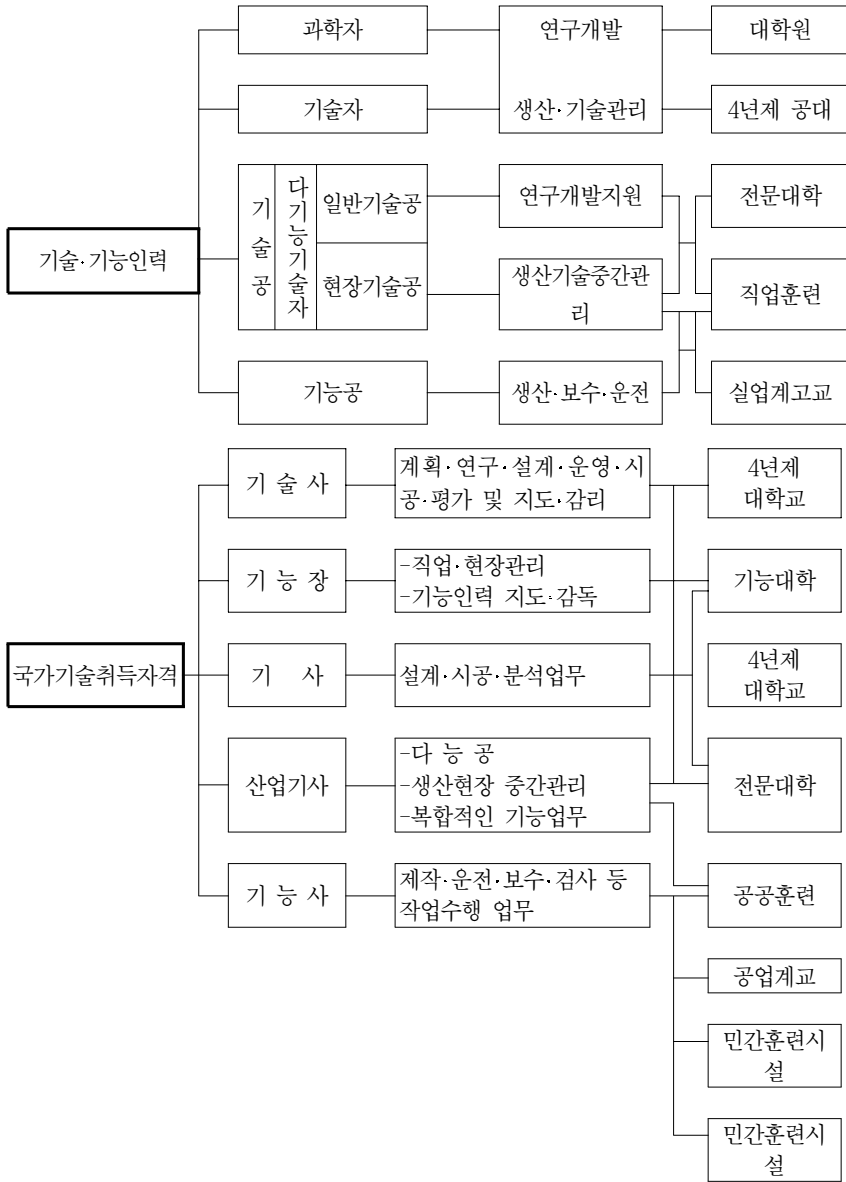 과학자
연구개발
대학원
기술자
생산·기술관리
4년제 공대
기술·기능인력
기술공
다기능기술자
일반기술공
연구개발지원
전문대학
현장기술공
생산기술중간관
리
직업훈련
기능공
생산·보수·운전
실업계고교
국가기술취득자격
기 술 사
계획·연구·설계·운영·시
공·평가 및 지도·감리
4년제
대학교
기 능 장
-직업·현장관리
-기능인력 지도·감독
기능대학
기 사
설계·시공·분석업무
4년제
대학교
산업기사
-다 능 공
-생산현장 중간관리
-복합적인 기능업무
전문대학
기 능 사
제작·운전·보수·검사 등
작업수행 업무
공공훈련
공업계교
민간훈련시
설
민간훈련시
설